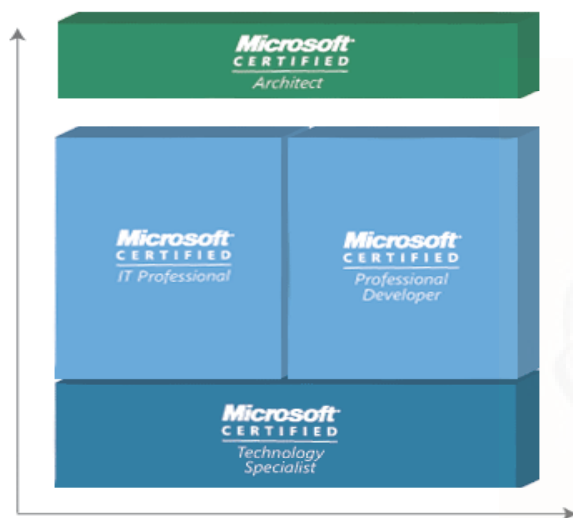 Microsoft
CERTIFIED
Architect
Microsoft
CERTIFIED
IT Professional
Microsoft
CERTIFIED
Professional
Developer
Microsoft
CERTIFIED
Technology
Specialist